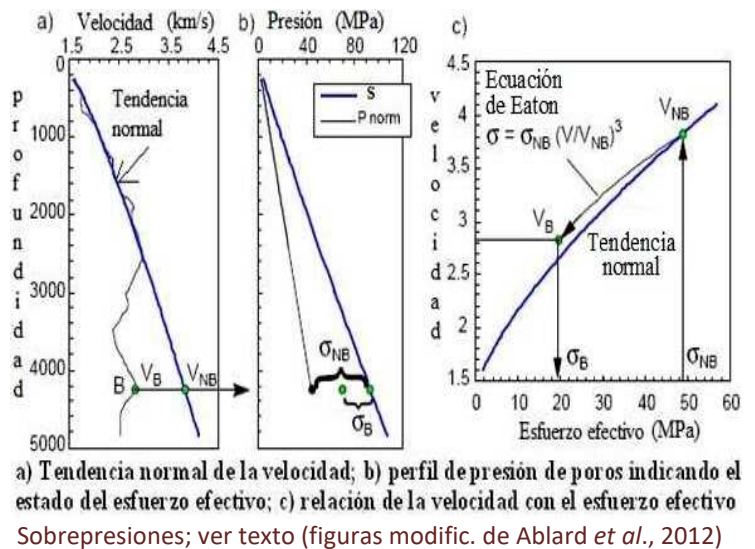 a) Velocidad (km/s)
1.5 2.5 3.5 4.5
b) Presión (MPa)
0 40 80 120
c)
profundidad
0
1000
2000
3000
4000
5000
Tendencia
normal
B
V_B
V_NB
S
P norm
σ_NB
σ_B
velocidad
4.5
4
3.5
3
2.5
2
1.5
Ecuación
de Eaton
σ = σ_NB (V/V_NB)^3
V_NB
V_B
Tendencia
normal
σ_B
σ_NB
0 10 20 30 40 50
Esfuerzo efectivo (MPa)
a) Tendencia normal de la velocidad; b) perfil de presión de poros indicando el
estado del esfuerzo efectivo; c) relación de la velocidad con el esfuerzo efectivo
Sobrepresiones; ver texto (figuras modific. de Ablard et al., 2012)